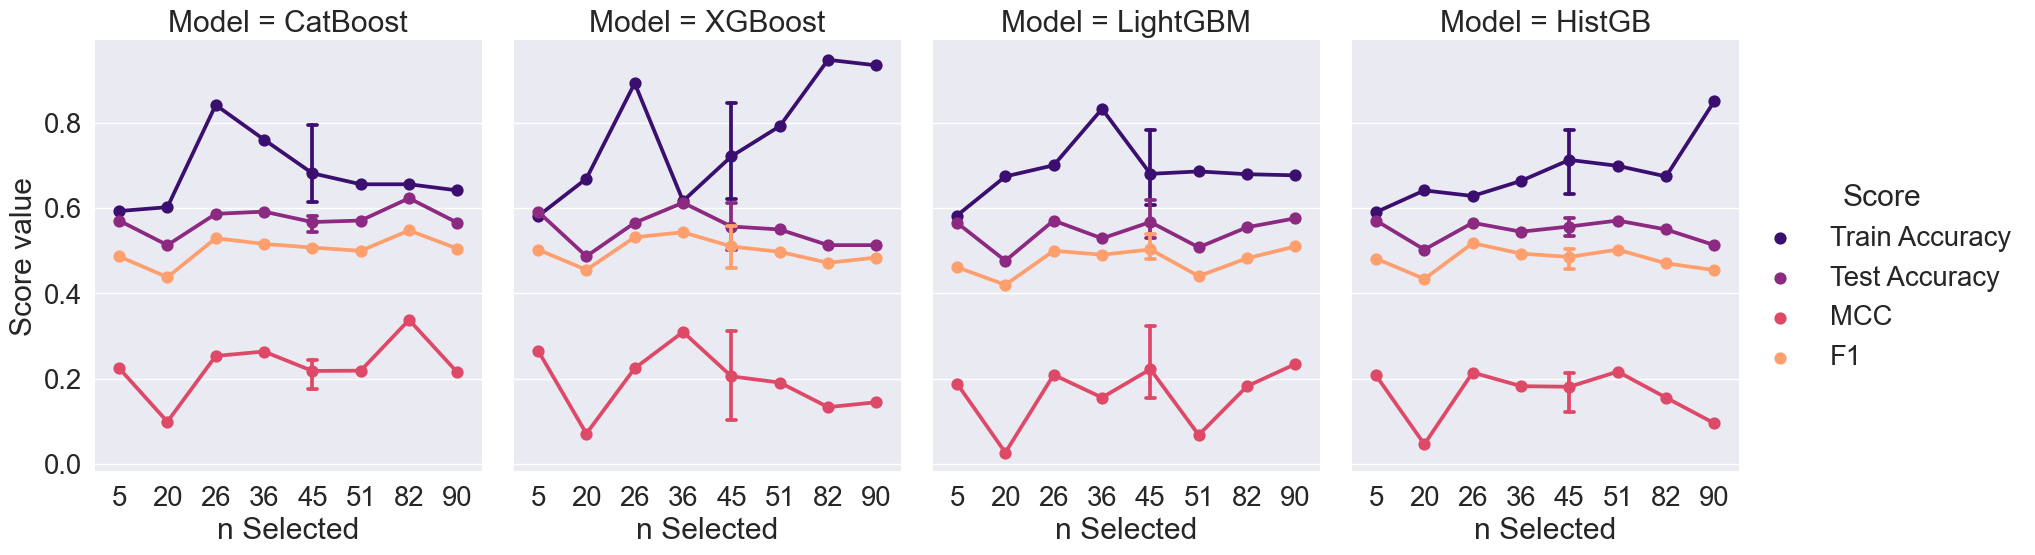 Model = CatBoost
Model = XGBoost
Model = LightGBM
Model = HistGB
Score value
0.8
0.6
0.4
0.2
0.0
5 20 26 36 45 51 82 90
5 20 26 36 45 51 82 90
5 20 26 36 45 51 82 90
5 20 26 36 45 51 82 90
n Selected
n Selected
n Selected
n Selected
Score
Train Accuracy
Test Accuracy
MCC
F1